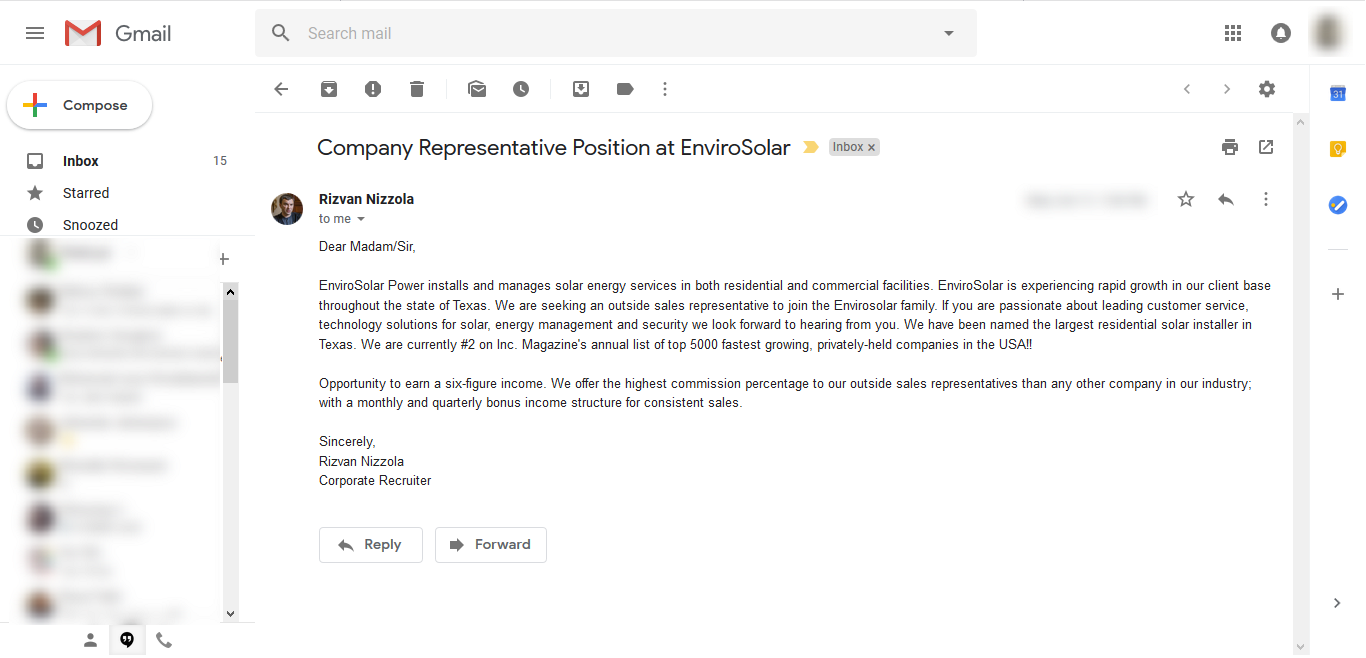 Gmail
Search mail
Compose
Inbox
15
Starred
Snoozed
Company Representative Position at EnviroSolar
Inbox x
Rizvan Nizzola
to me
Dear Madam/Sir,
EnviroSolar Power installs and manages solar energy services in both residential and commercial facilities. EnviroSolar is experiencing rapid growth in our client base
throughout the state of Texas. We are seeking an outside sales representative to join the Envirosolar family. If you are passionate about leading customer service,
technology solutions for solar, energy management and security we look forward to hearing from you. We have been named the largest residential solar installer in
Texas. We are currently #2 on Inc. Magazine's annual list of top 5000 fastest growing, privately-held companies in the USA!!
Opportunity to earn a six-figure income. We offer the highest commission percentage to our outside sales representatives than any other company in our industry;
with a monthly and quarterly bonus income structure for consistent sales.
Sincerely,
Rizvan Nizzola
Corporate Recruiter
Reply
Forward
31